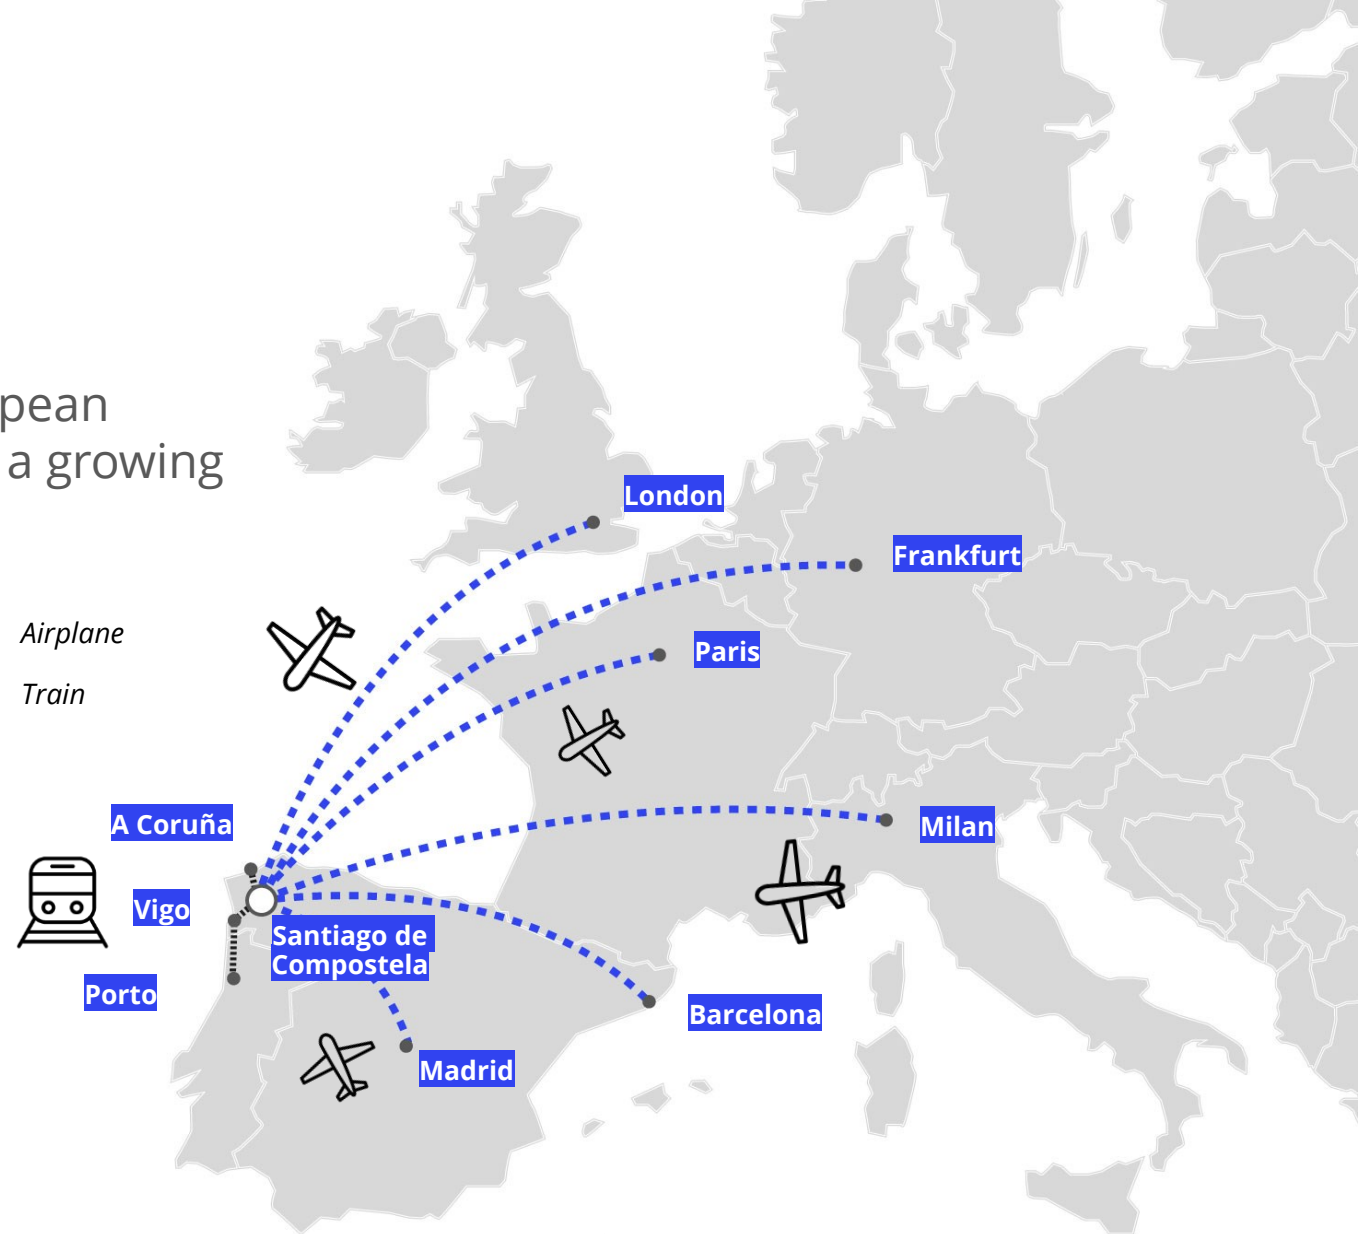 pean
a growing
London
Frankfurt
Airplane
Paris
Train
A Coruña
Milan
Vigo
Santiago de
Compostela
Porto
Barcelona
Madrid